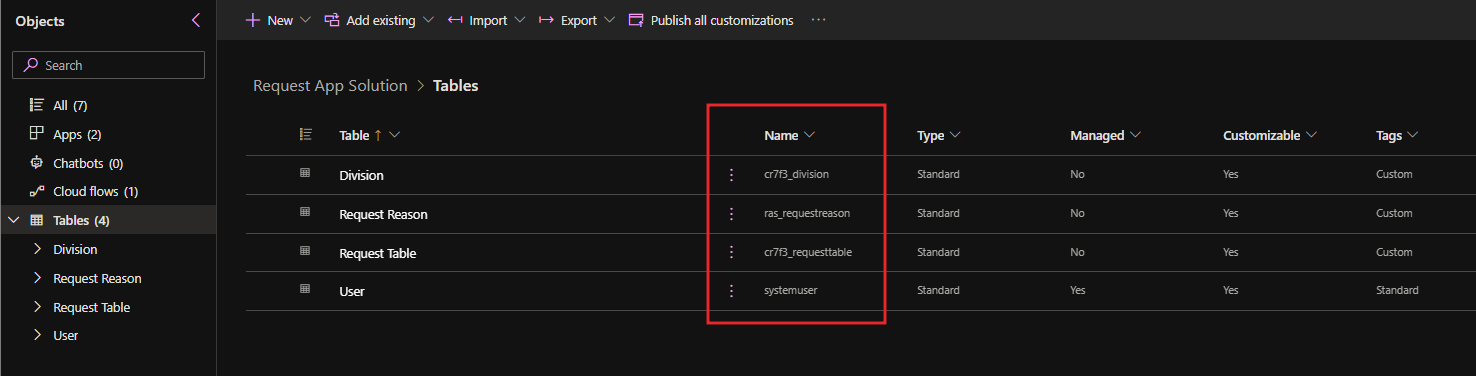 Objects
New Add existing Import Export Publish all customizations ...
Search
Request App Solution > Tables
All (7)
Apps (2)
Chatbots (0)
Cloud flows (1)
Tables (4)
Division
Request Reason
Request Table
User
Table ↑ Name Type Managed Customizable Tags
Division cr7f3_division Standard No Yes Custom
Request Reason ras_requestreason Standard No Yes Custom
Request Table cr7f3_requesttable Standard No Yes Custom
User systemuser Standard Yes Yes Standard